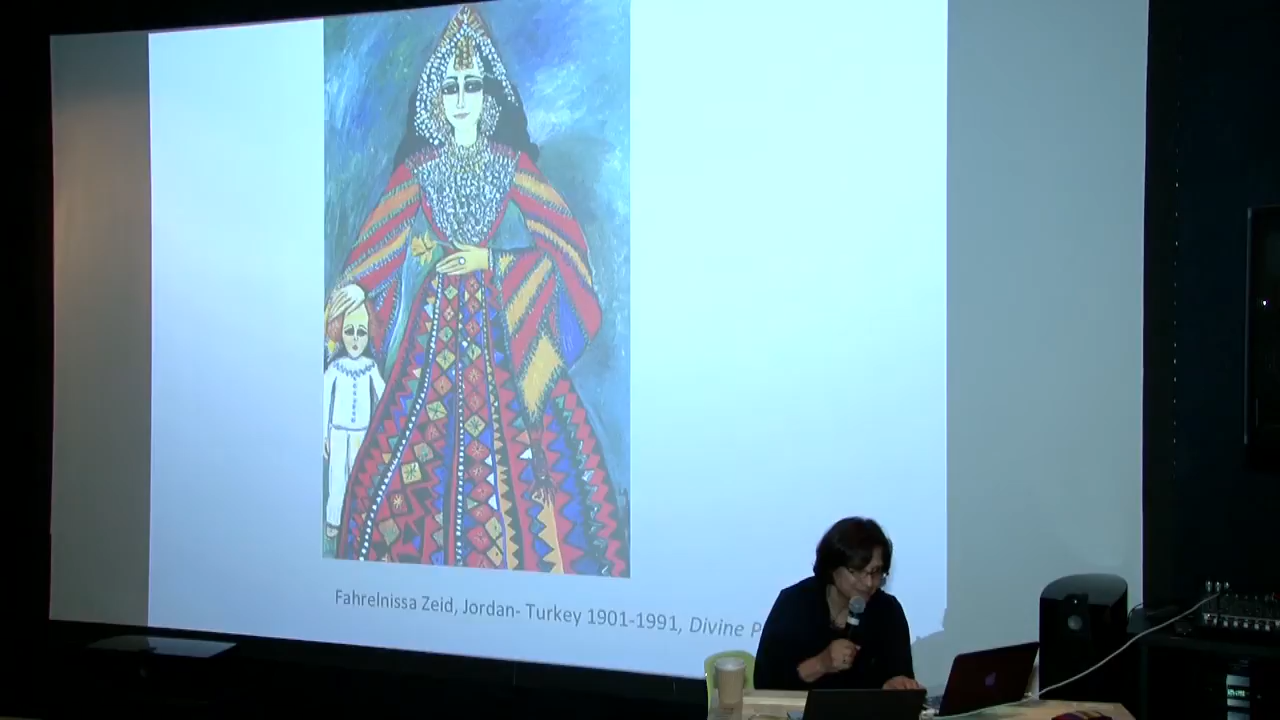 Fahrelnissa Zeid, Jordan- Turkey 1901-1991, Divine